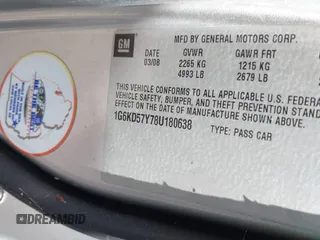 GM
MFD BY GENERAL MOTORS CORP.
DATE GVWR GAWR FRT
03/08 2265 KG 1215 KG
4993 LB 2679 LB
THIS VEHICLE CONFORMS TO ALL APPLICABLE U.S. FEDERA
VEHICLE SAFETY, BUMPER, AND THEFT PREVENTION STANDA
ON THE DATE OF MANUFACTURE SHOWN ABOVE.
1G6KD57Y78U180638 TYPE: PASS CAR
DREAMBID